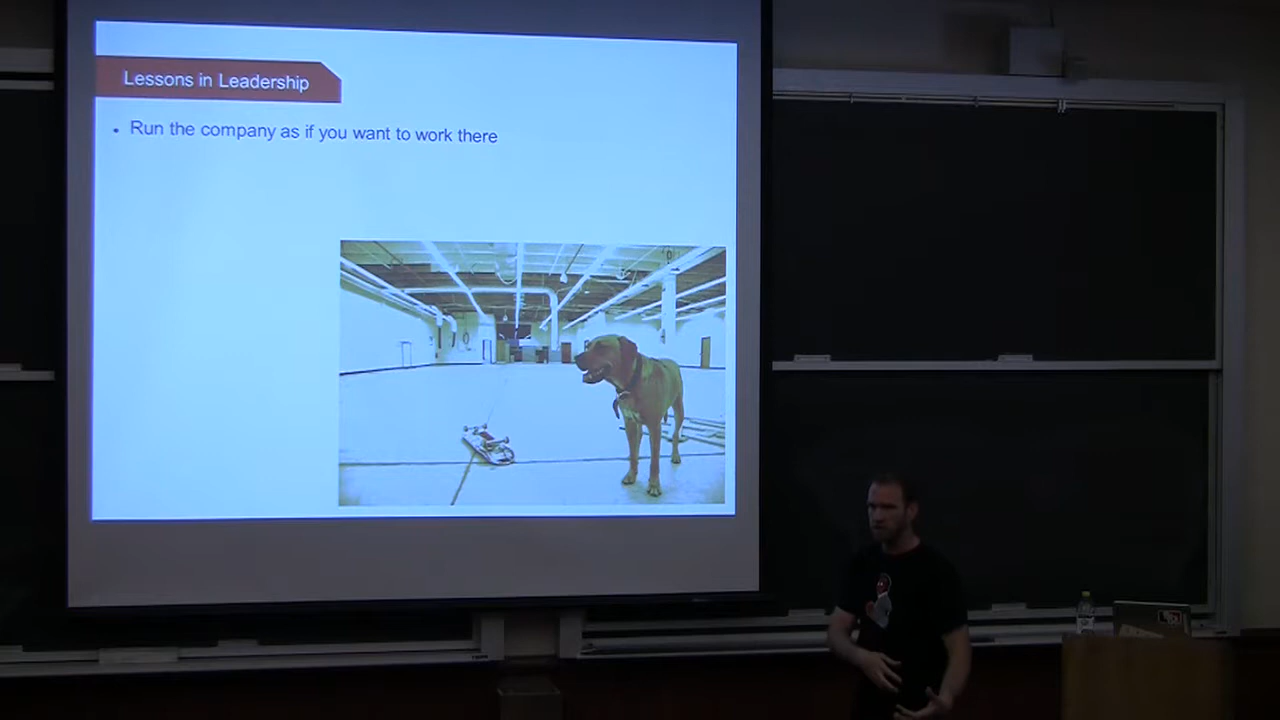 Lessons in Leadership
• Run the company as if you want to work there